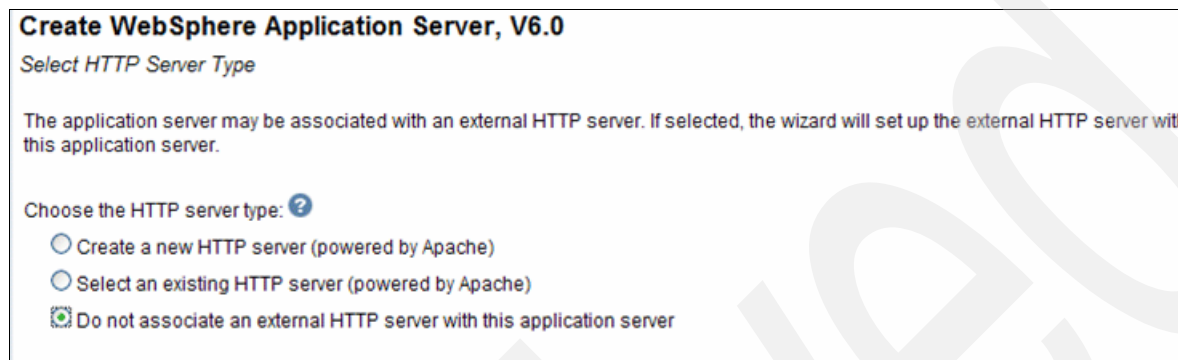 Create WebSphere Application Server, V6.0
Select HTTP Server Type
The application server may be associated with an external HTTP server. If selected, the wizard will set up the external HTTP server wit
this application server.
Choose the HTTP server type: ?
Create a new HTTP server (powered by Apache)
Select an existing HTTP server (powered by Apache)
Do not associate an external HTTP server with this application server